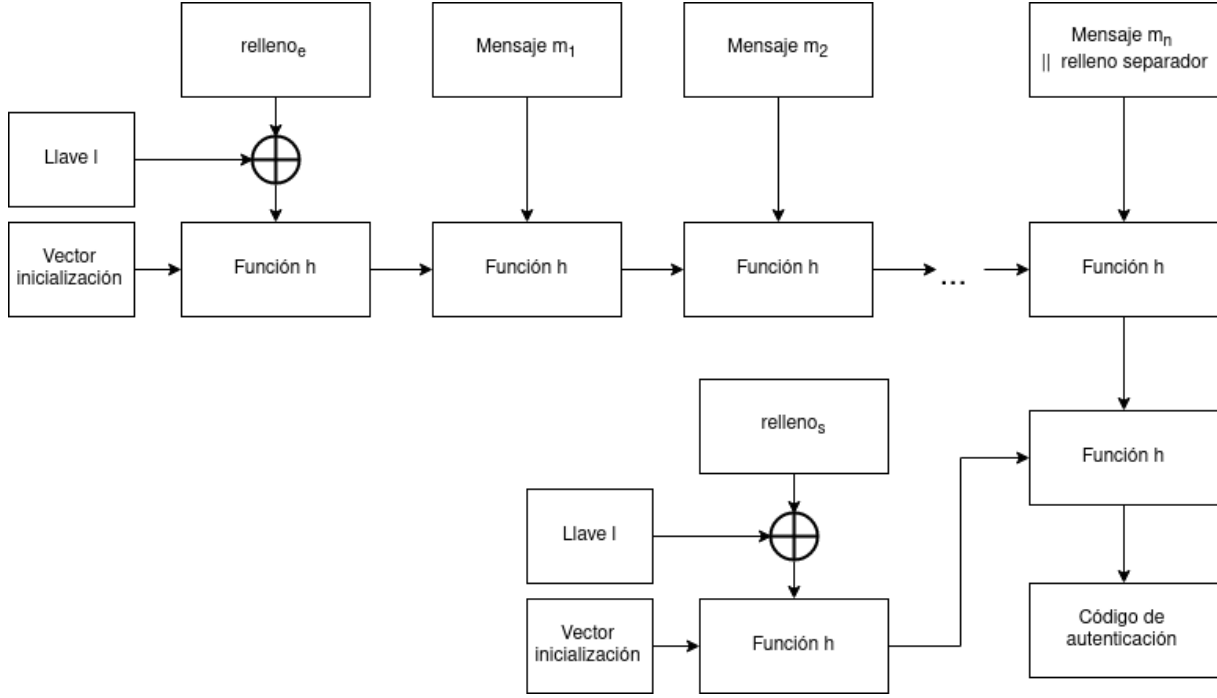 relleno_e
Mensaje m_1
Mensaje m_2
Mensaje m_n
|| relleno separador
Llave l
Vector
inicialización
Función h
Función h
Función h
...
Función h
relleno_s
Función h
Llave l
Vector
inicialización
Función h
Código de
autenticación